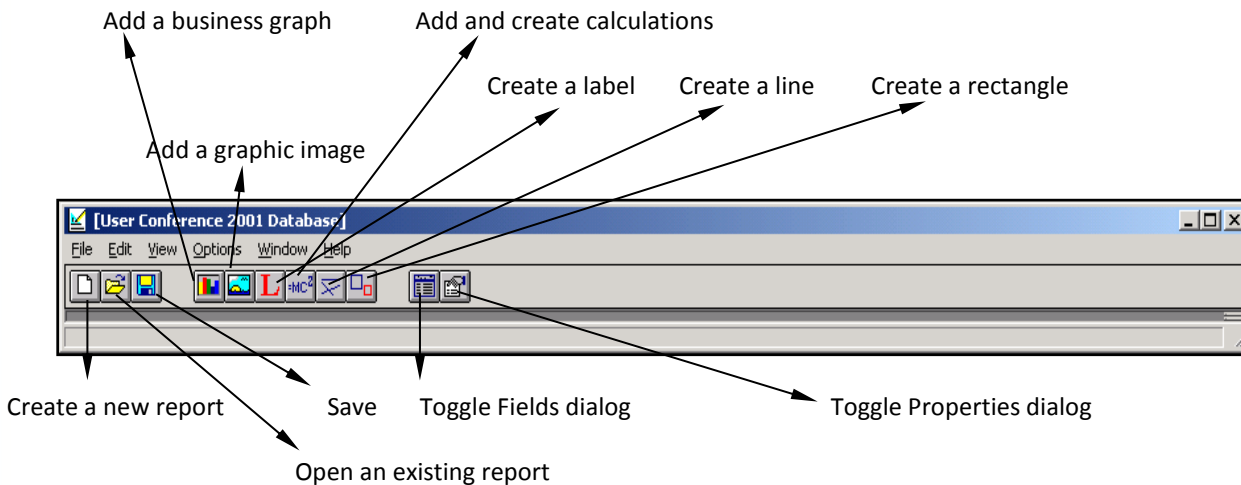 Add a business graph
Add and create calculations
Create a label
Create a line
Create a rectangle
Add a graphic image
[User Conference 2001 Database]
File Edit View Options Window Help
L =MC²
Create a new report
Save
Toggle Fields dialog
Toggle Properties dialog
Open an existing report